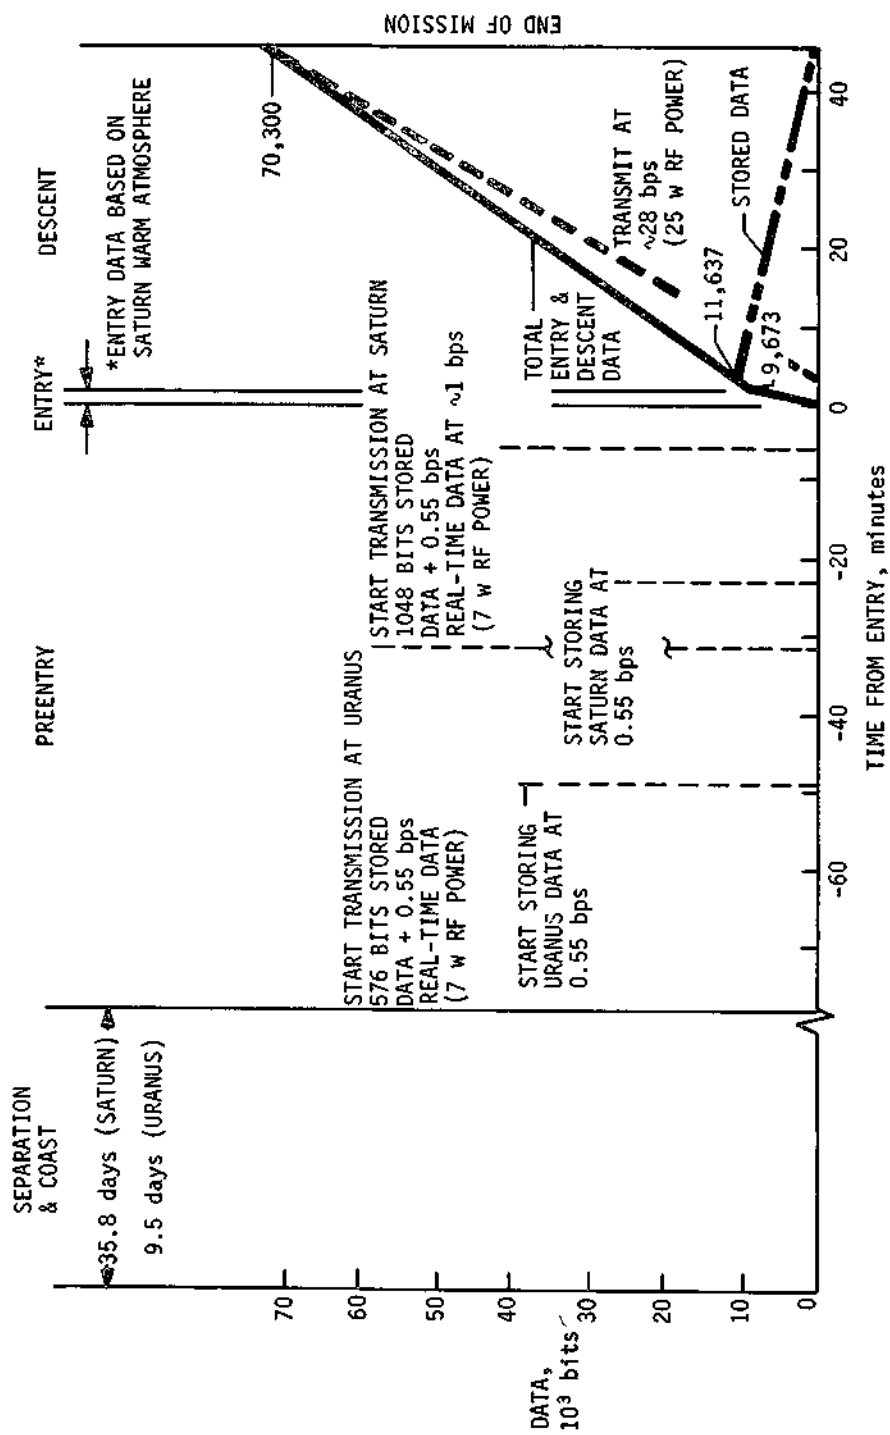 SEPARATION
& COAST
PREENTRY
ENTRY*
DESCENT
35.8 days (SATURN)
9.5 days (URANUS)
*ENTRY DATA BASED ON
SATURN WARM ATMOSPHERE
END OF MISSION
70,300
START TRANSMISSION AT URANUS
576 BITS STORED
DATA + 0.55 bps
REAL-TIME DATA
(7 w RF POWER)
START TRANSMISSION AT SATURN
1048 BITS STORED
DATA + 0.55 bps
REAL-TIME DATA AT ~1 bps
(7 w RF POWER)
START STORING
URANUS DATA AT
0.55 bps
START STORING
SATURN DATA AT
0.55 bps
TOTAL
ENTRY &
DESCENT
DATA
TRANSMIT AT
~28 bps
(25 w RF POWER)
11,637
9,673
STORED DATA
DATA,
10³ bits
70
60
50
40
30
20
10
0
-60
-40
-20
0
20
40
TIME FROM ENTRY, minutes